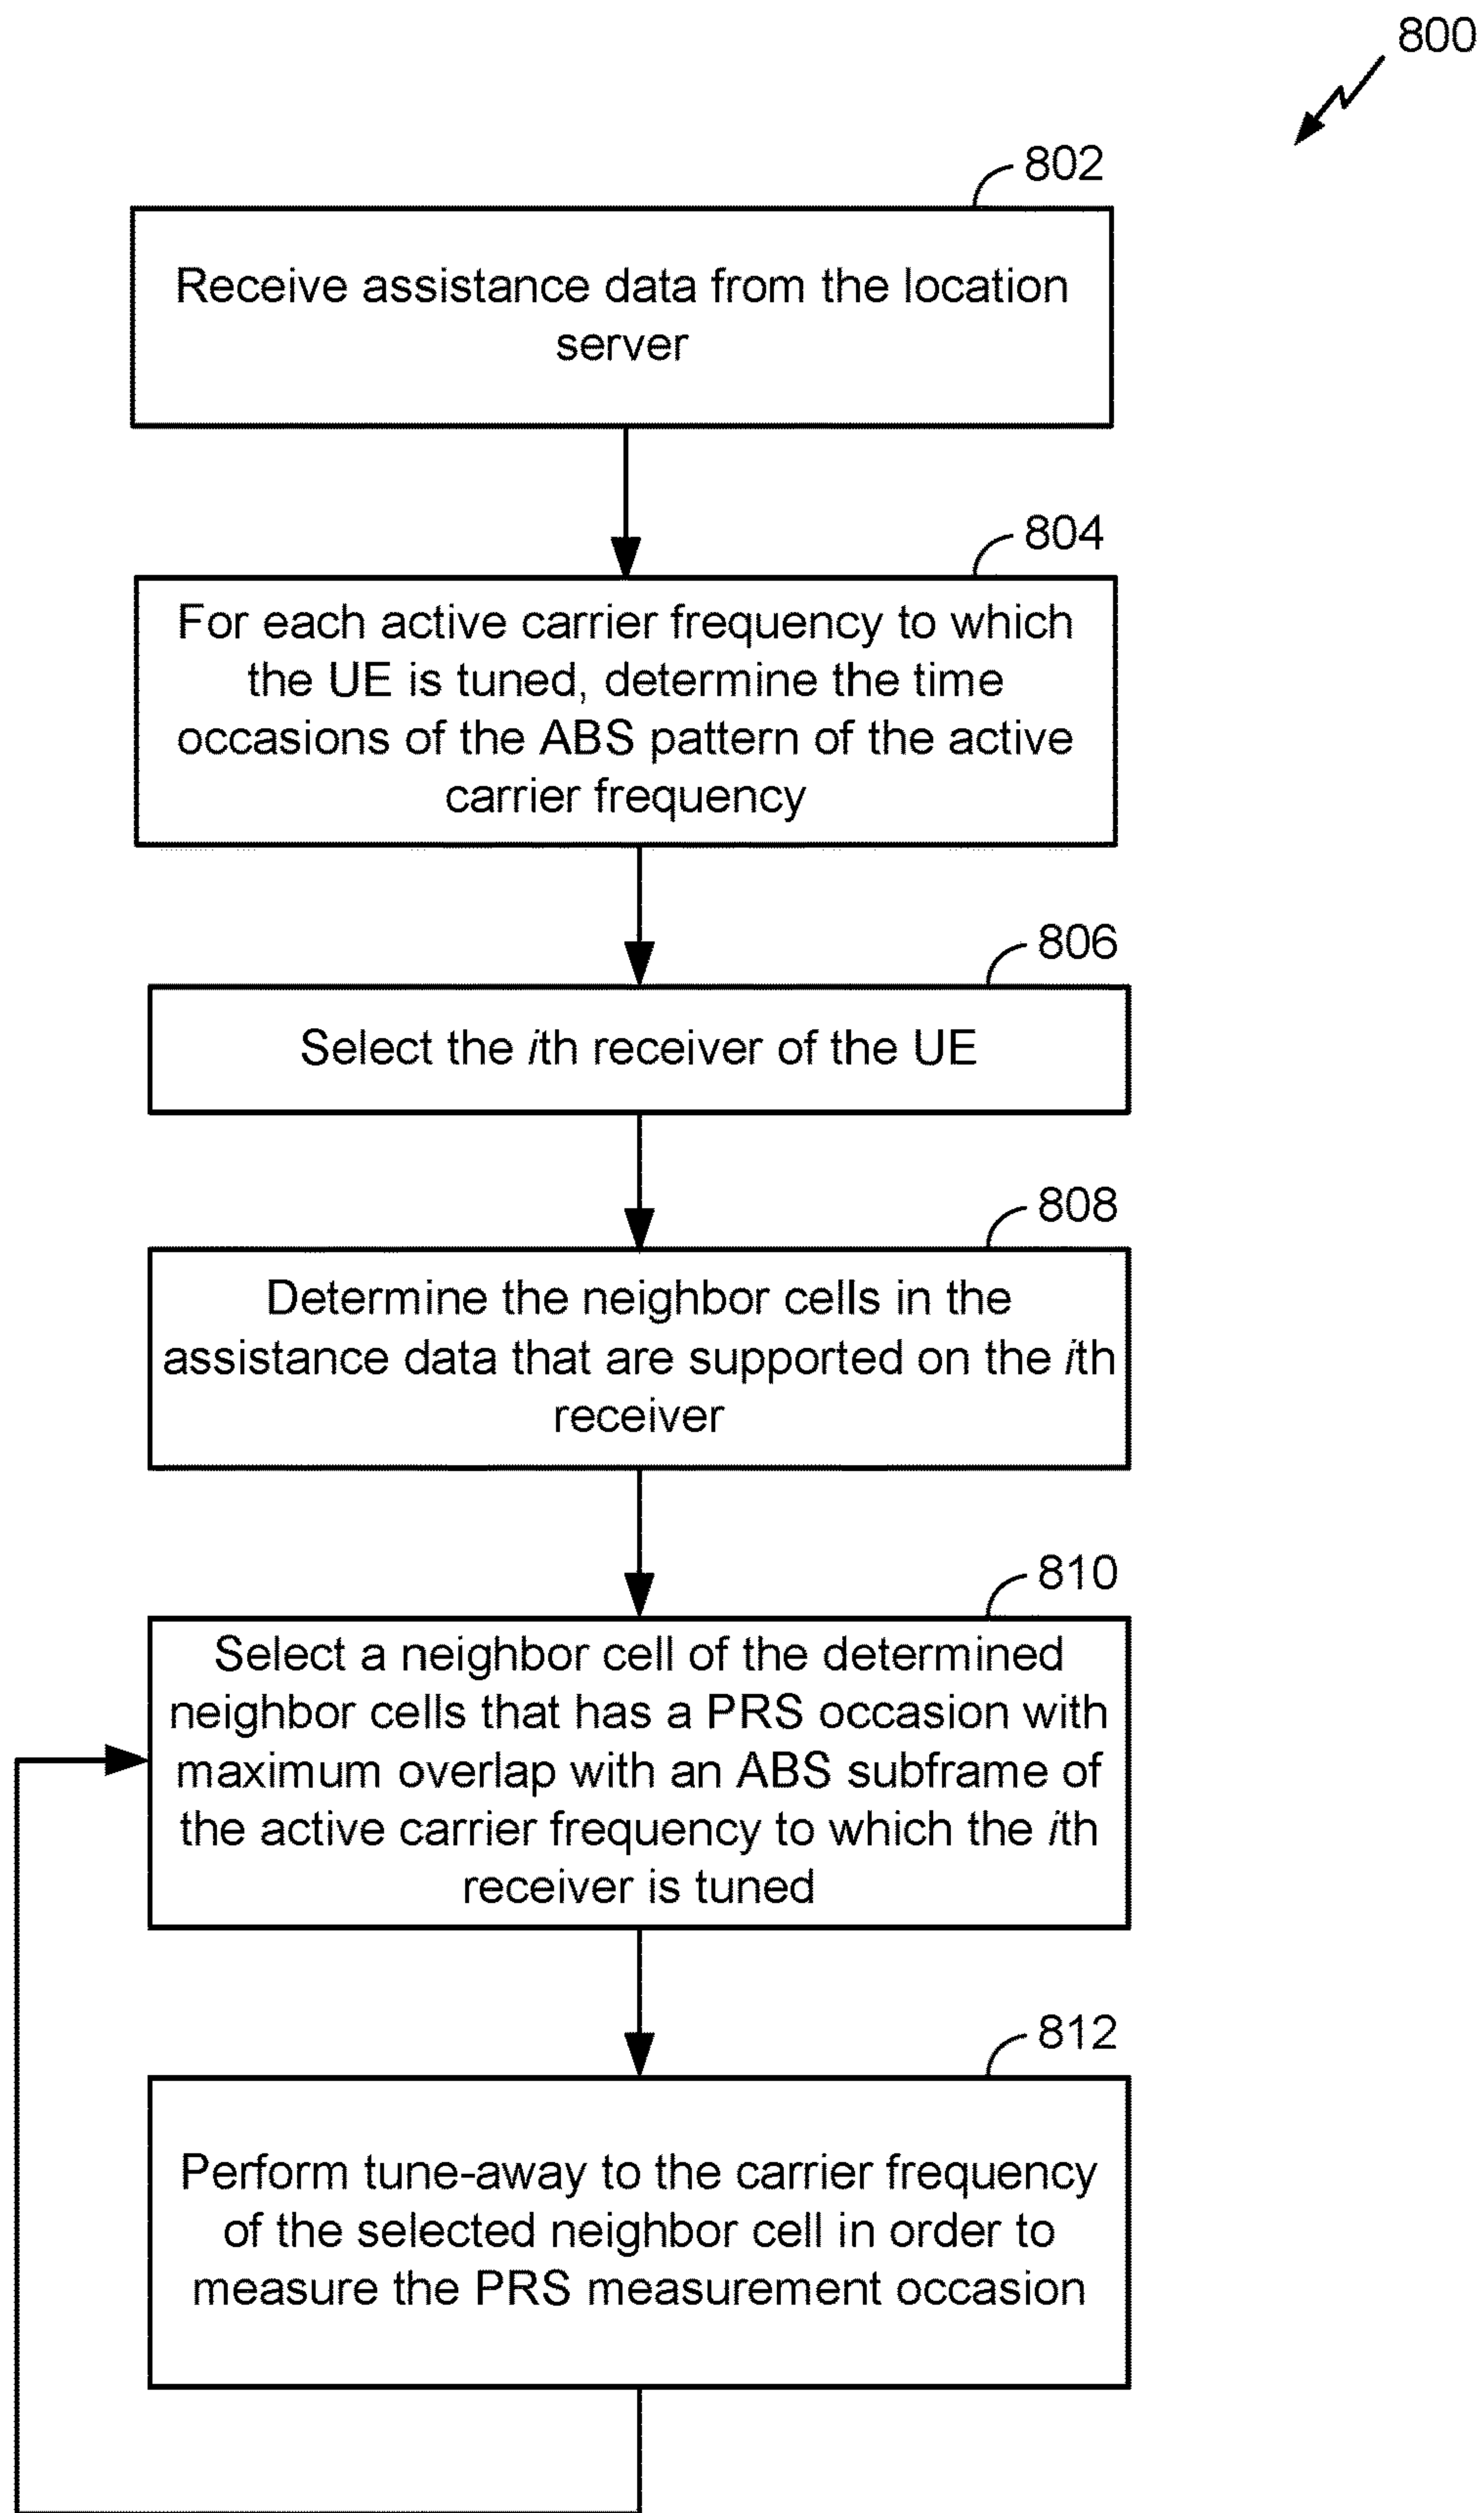 800
802
Receive assistance data from the location
server
804
For each active carrier frequency to which
the UE is tuned, determine the time
occasions of the ABS pattern of the active
carrier frequency
806
Select the ith receiver of the UE
808
Determine the neighbor cells in the
assistance data that are supported on the ith
receiver
810
Select a neighbor cell of the determined
neighbor cells that has a PRS occasion with
maximum overlap with an ABS subframe of
the active carrier frequency to which the ith
receiver is tuned
812
Perform tune-away to the carrier frequency
of the selected neighbor cell in order to
measure the PRS measurement occasion